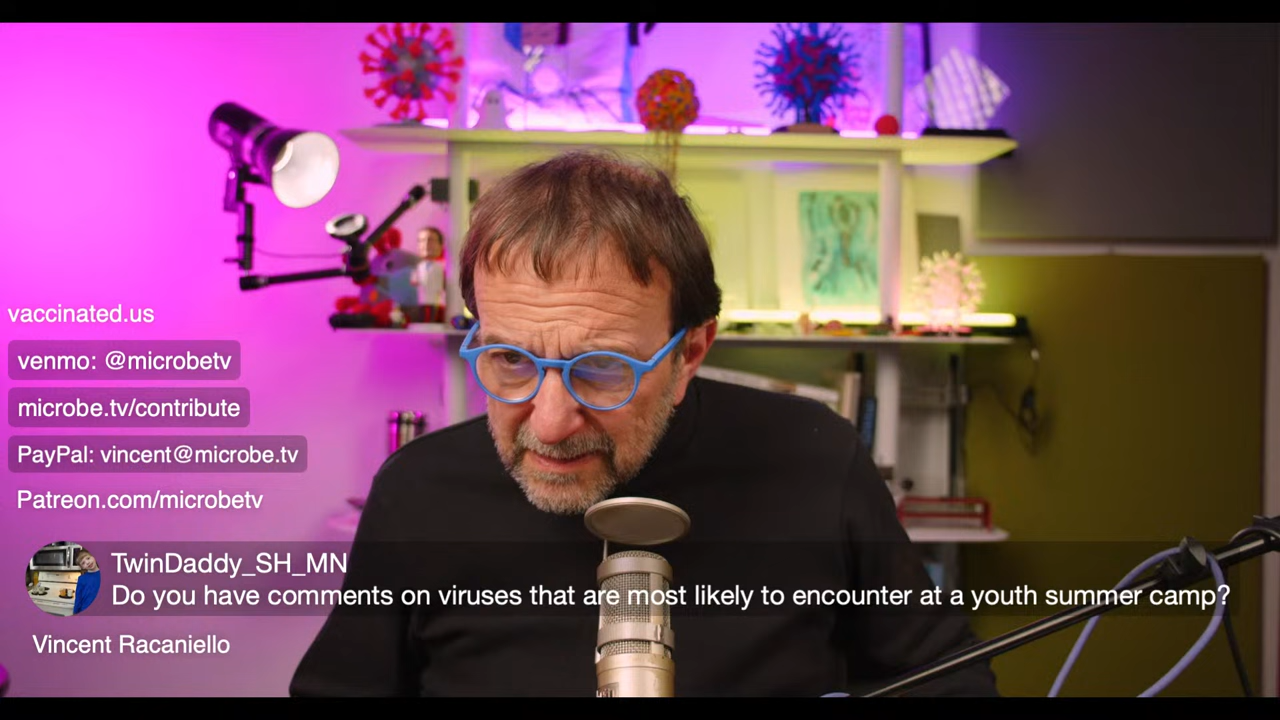 vaccinated.us
venmo: @microbetv
microbe.tv/contribute
PayPal: vincent@microbe.tv
Patreon.com/microbetv
TwinDaddy_SH_MN
Do you have comments on viruses that are most likely to encounter at a youth summer camp?
Vincent Racaniello